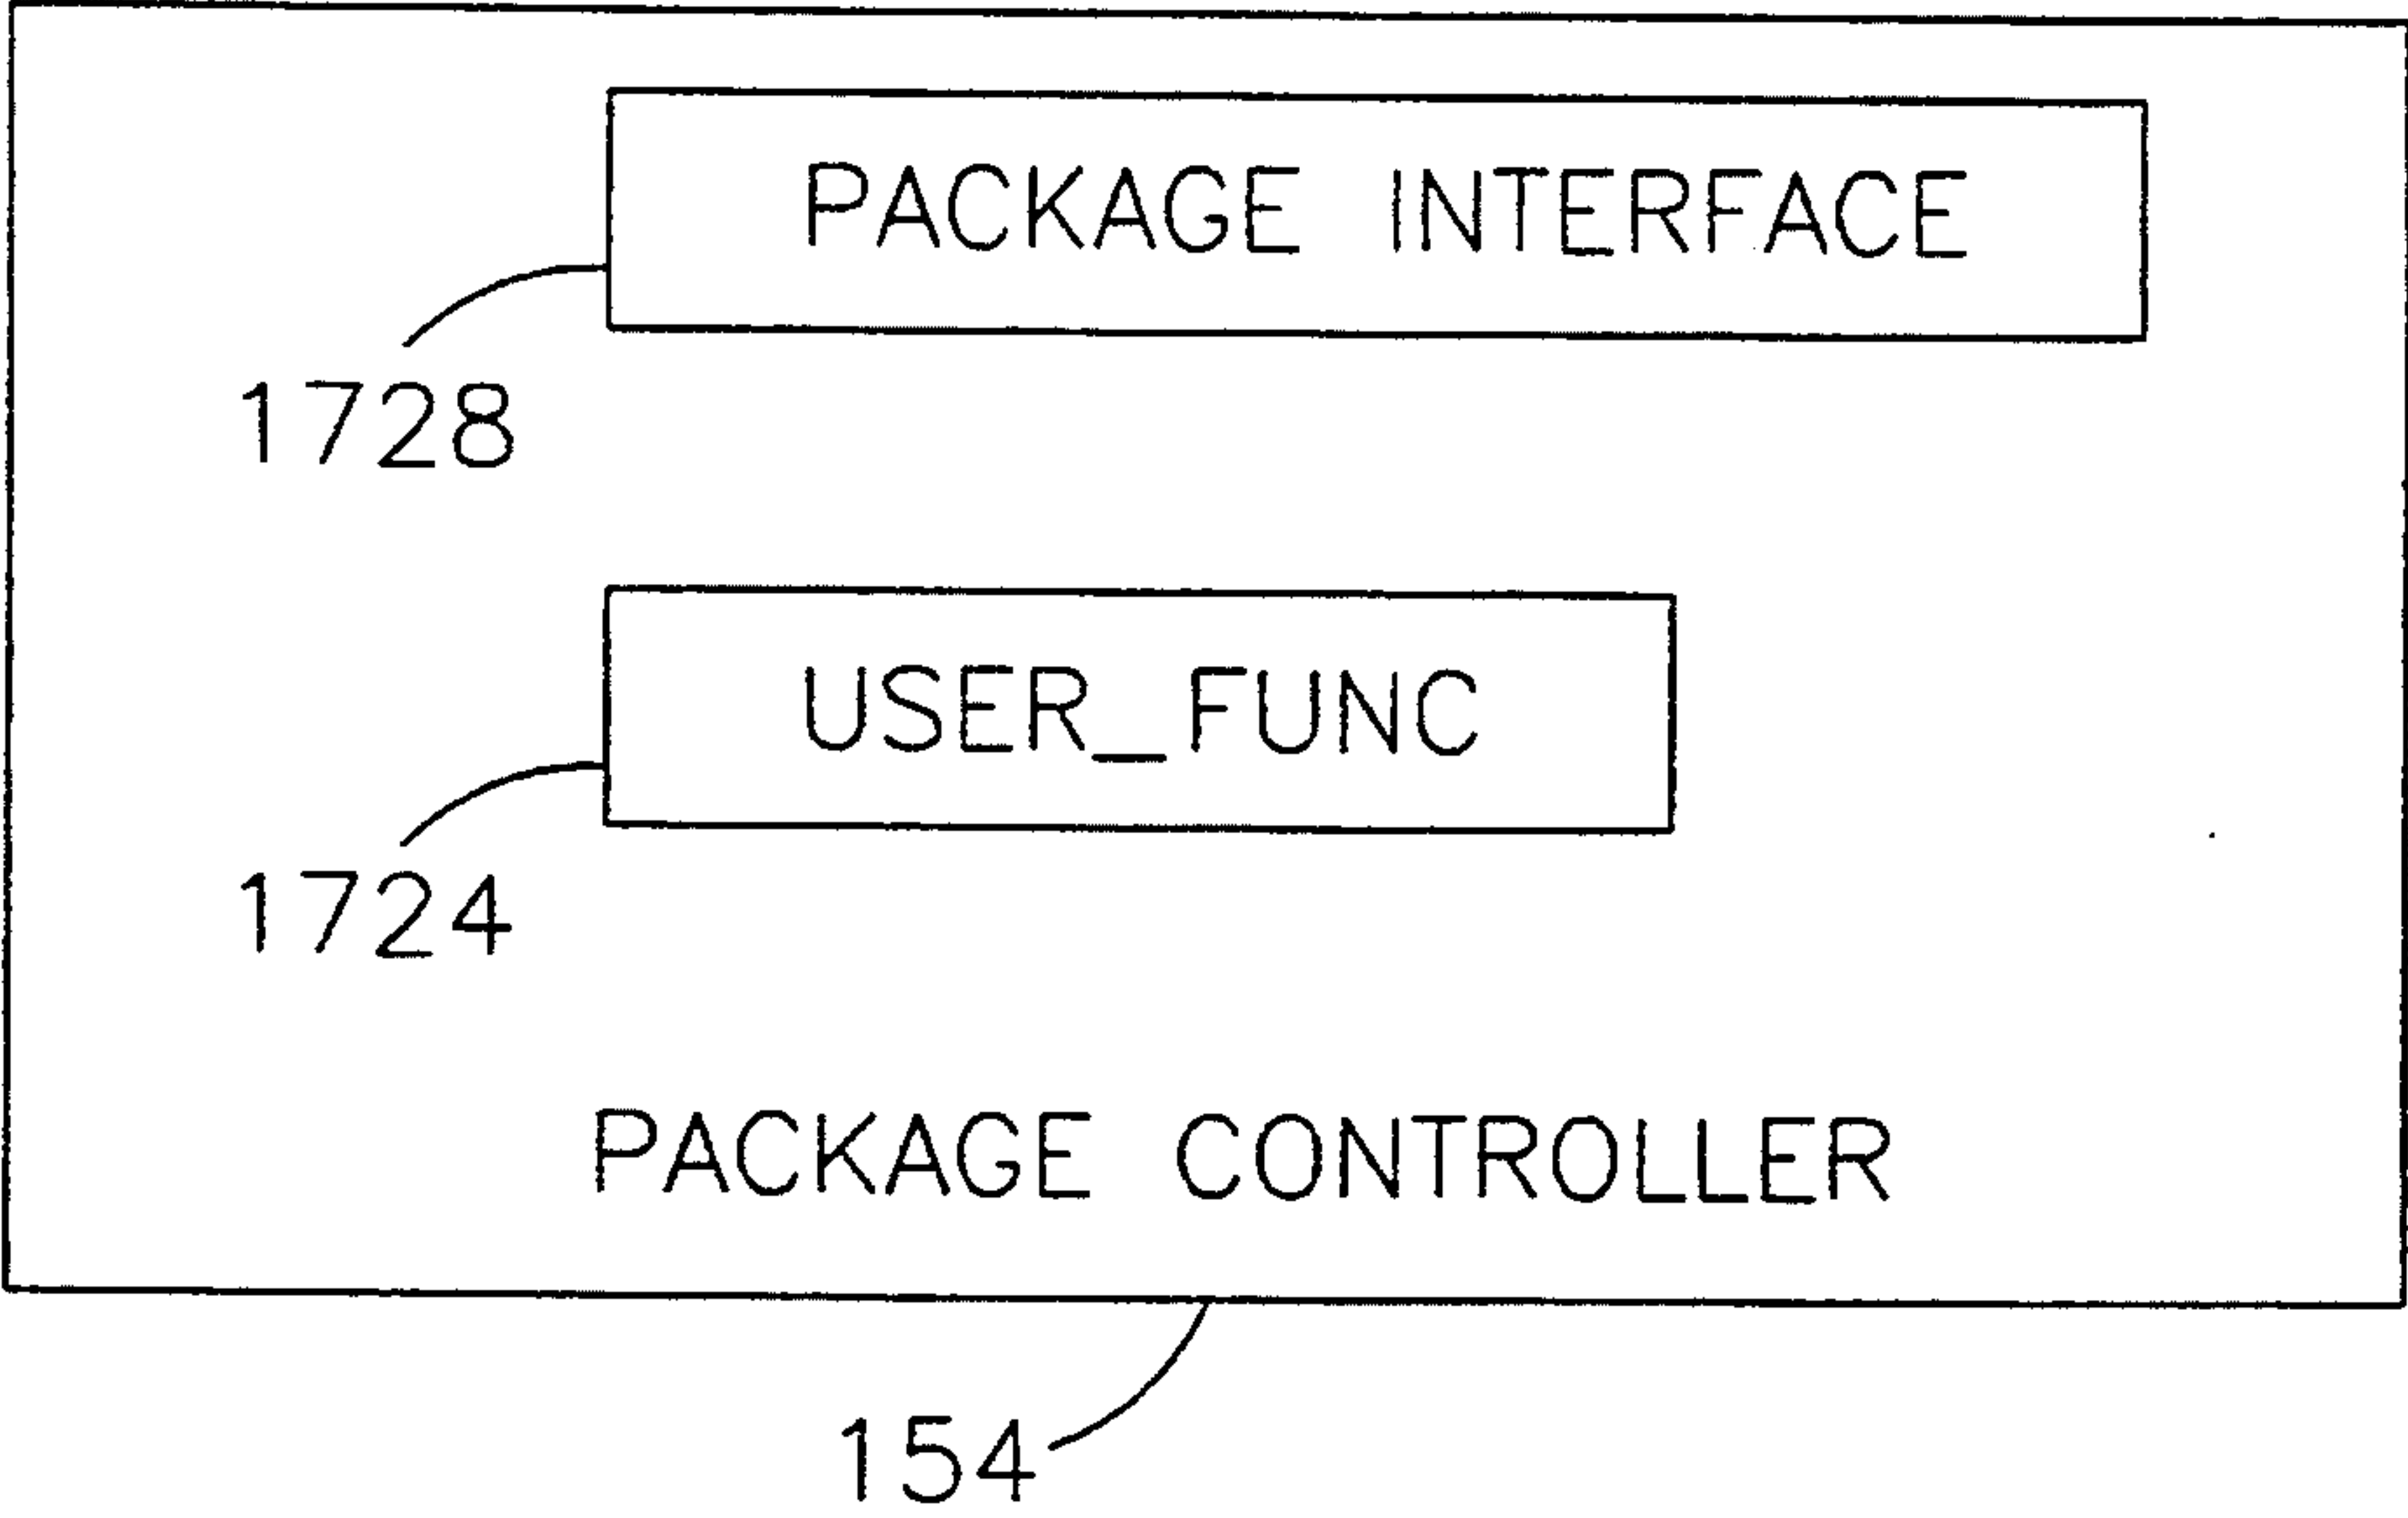 PACKAGE INTERFACE
1728
USER_FUNC
1724
PACKAGE CONTROLLER
154